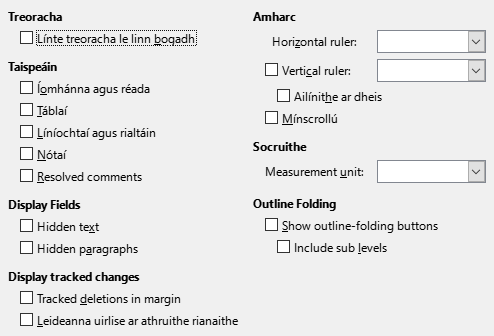 Treoracha
Línte treoracha le linn bogadh
Taispeáin
Íomhánna agus réada
Táblaí
Líníochtaí agus rialtáin
Nótaí
Resolved comments
Display Fields
Hidden text
Hidden paragraphs
Display tracked changes
Tracked deletions in margin
Leideanna uirlise ar athruithe rianaithe
Amharc
Horizontal ruler:
Vertical ruler:
Ailínithe ar dheis
Mínscrollú
Socruithe
Measurement unit:
Outline Folding
Show outline-folding buttons
Include sub levels